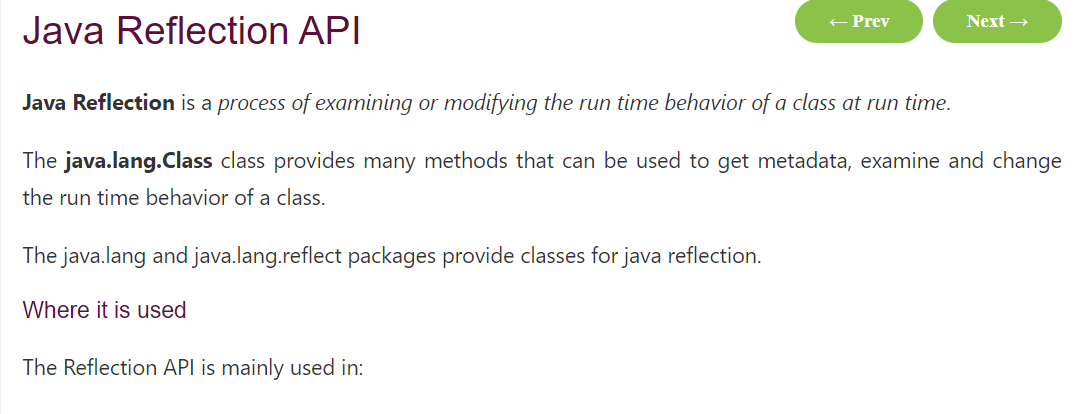 Java Reflection API
← Prev
Next →
Java Reflection is a process of examining or modifying the run time behavior of a class at run time.
The java.lang.Class class provides many methods that can be used to get metadata, examine and change
the run time behavior of a class.
The java.lang and java.lang.reflect packages provide classes for java reflection.
Where it is used
The Reflection API is mainly used in: